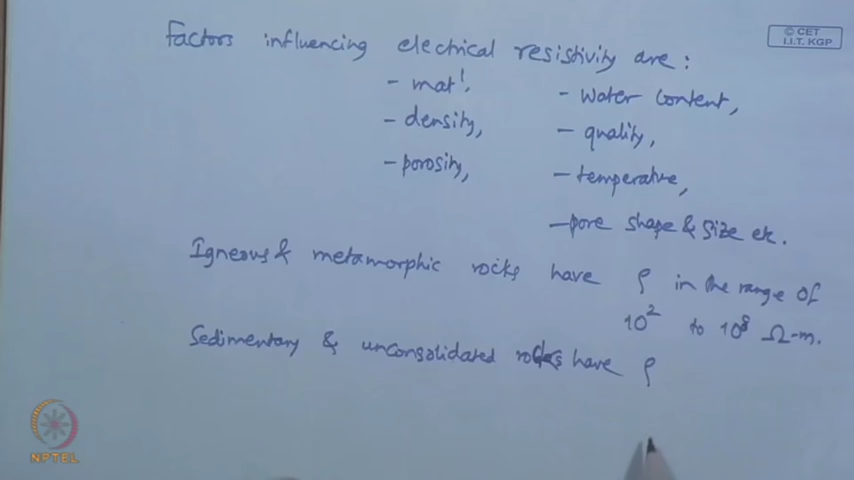 © CET
I.I.T. KGP
Factors influencing electrical resistivity are :
- mat'l,
- density,
- porosity,
- water content,
- quality,
- temperature,
- pore shape & size etc.
Igneous & metamorphic rocks have ρ in the range of
10² to 10⁸ Ω-m.
Sedimentary & unconsolidated rocks have ρ
NPTEL